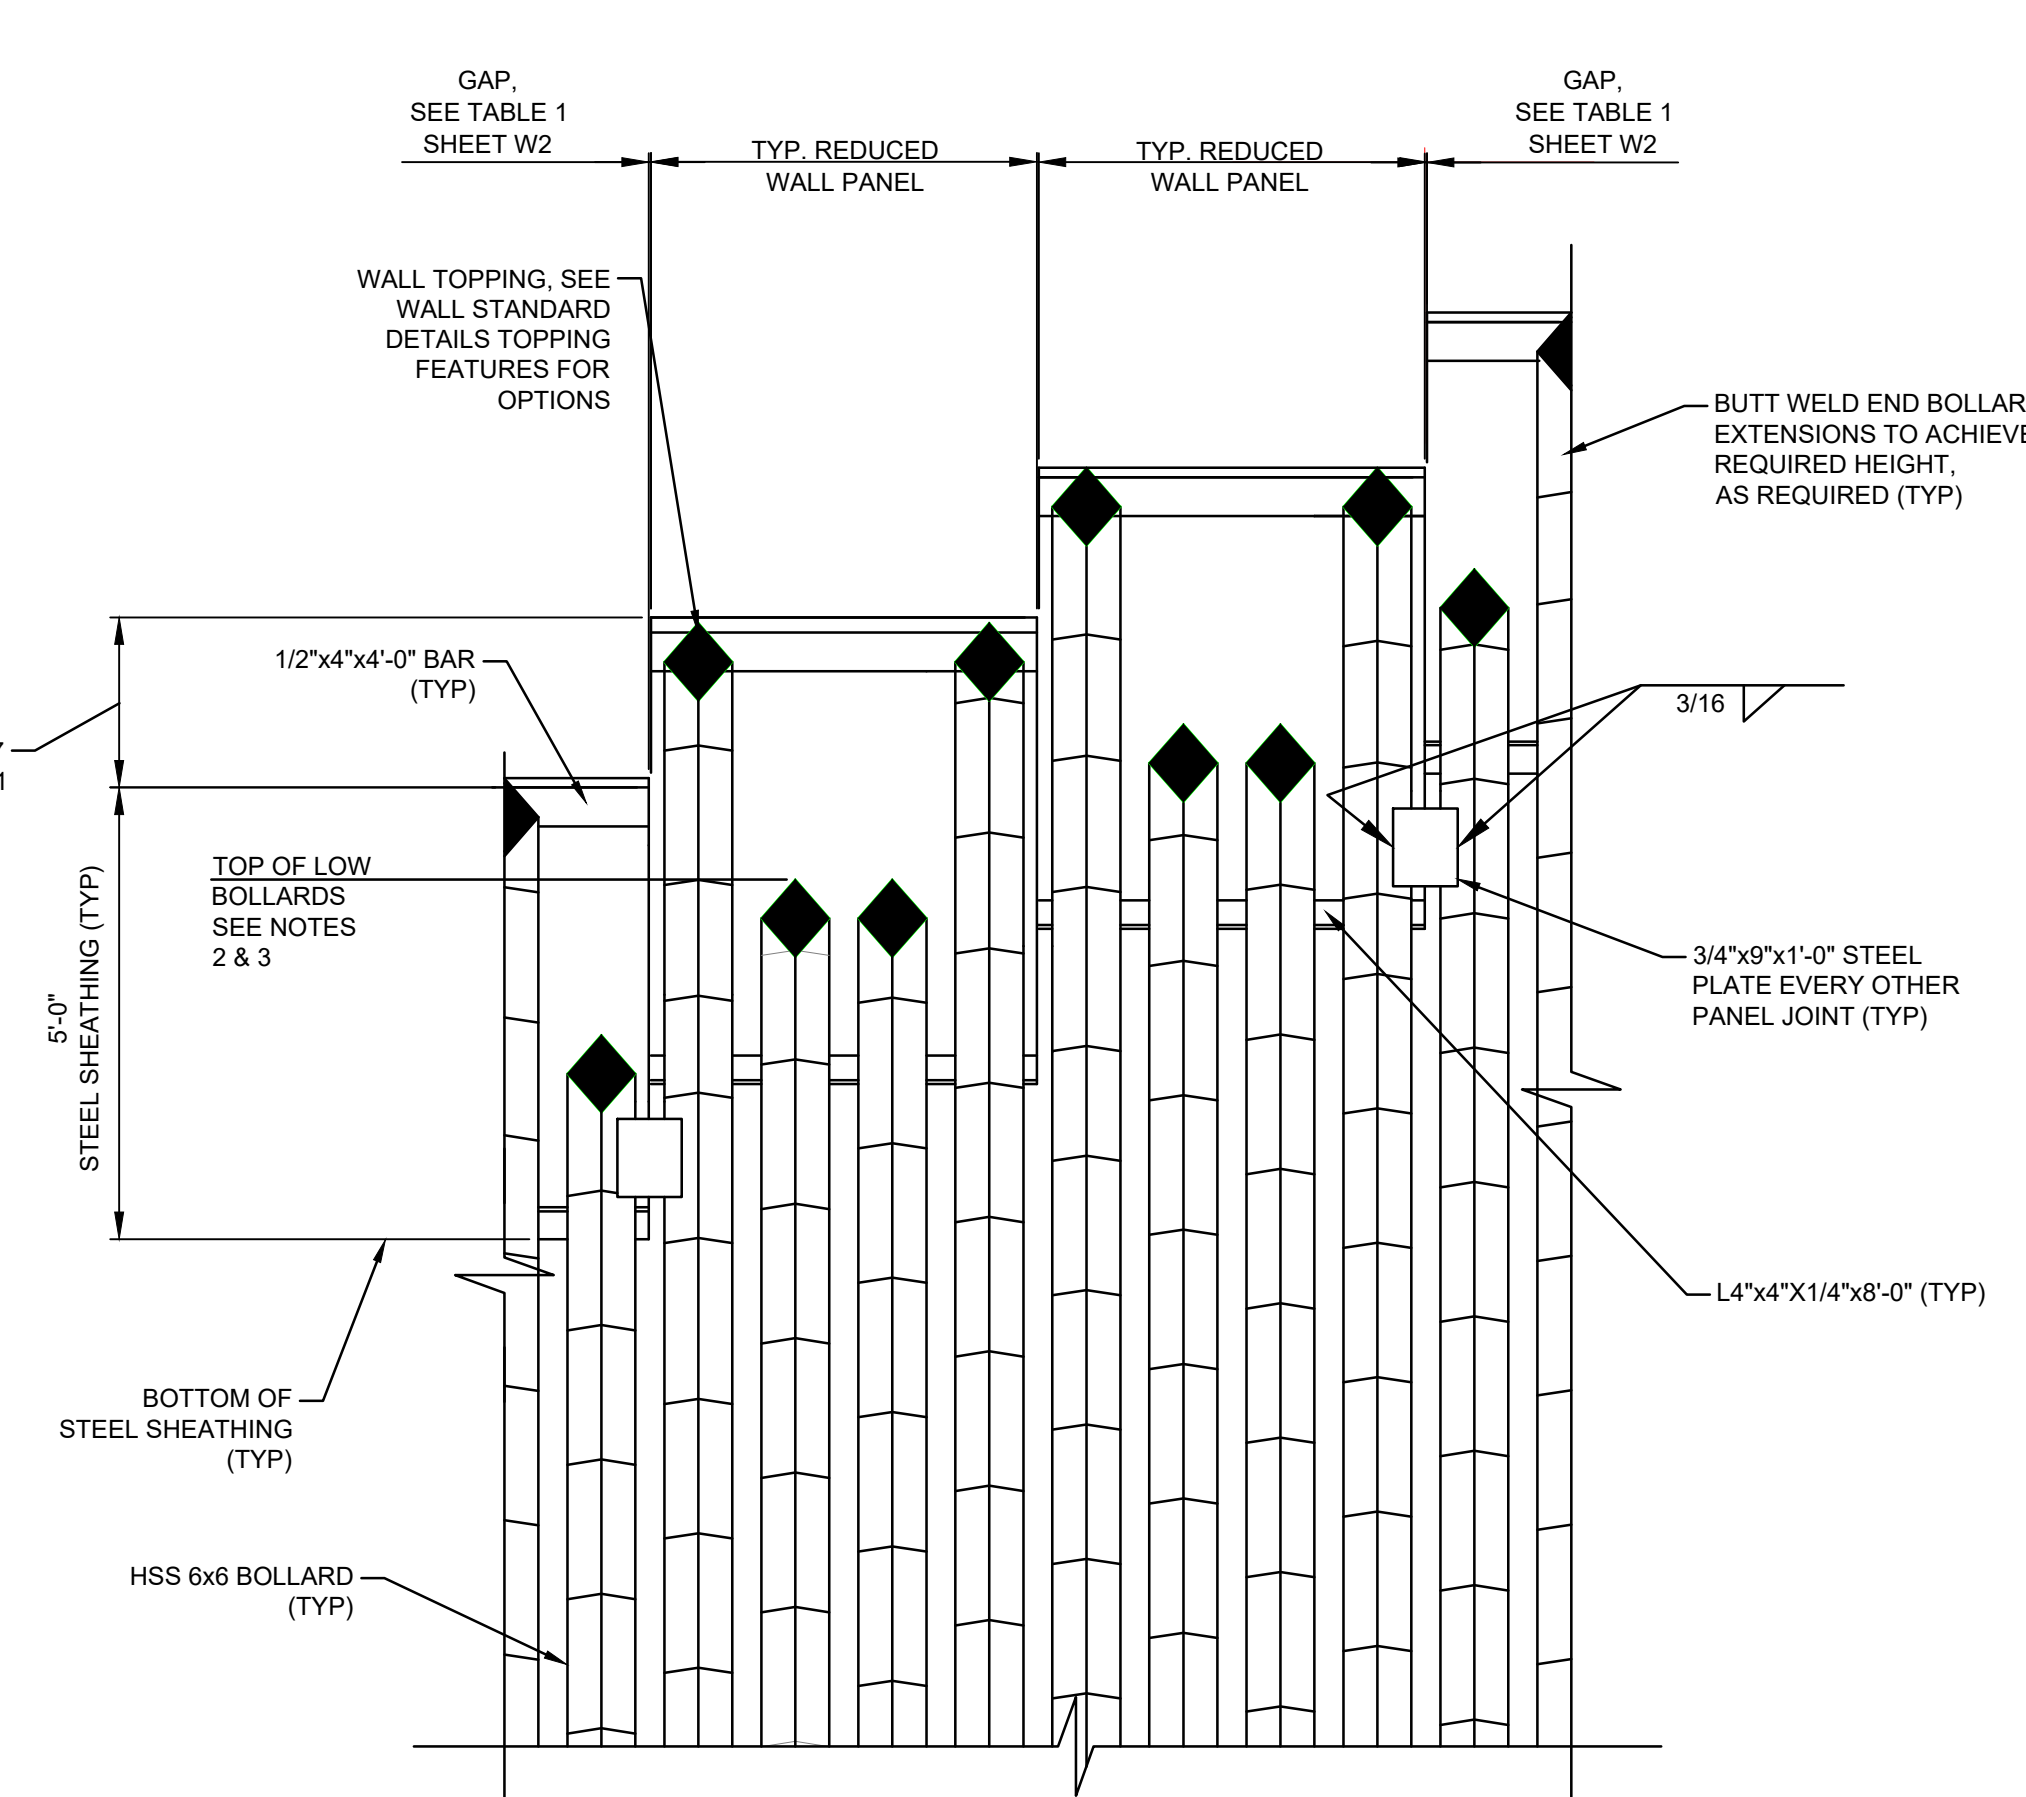 GAP,
SEE TABLE 1
SHEET W2
TYP. REDUCED
WALL PANEL
TYP. REDUCED
WALL PANEL
GAP,
SEE TABLE 1
SHEET W2
WALL TOPPING, SEE
WALL STANDARD
DETAILS TOPPING
FEATURES FOR
OPTIONS
BUTT WELD END BOLLAR
EXTENSIONS TO ACHIEVE
REQUIRED HEIGHT,
AS REQUIRED (TYP)
1/2"x4"x4'-0" BAR
(TYP)
3/16
TOP OF LOW
BOLLARDS
SEE NOTES
2 & 3
5'-0"
STEEL SHEATHING (TYP)
3/4"x9"x1'-0" STEEL
PLATE EVERY OTHER
PANEL JOINT (TYP)
L4"x4"X1/4"x8'-0" (TYP)
BOTTOM OF
STEEL SHEATHING
(TYP)
HSS 6x6 BOLLARD
(TYP)